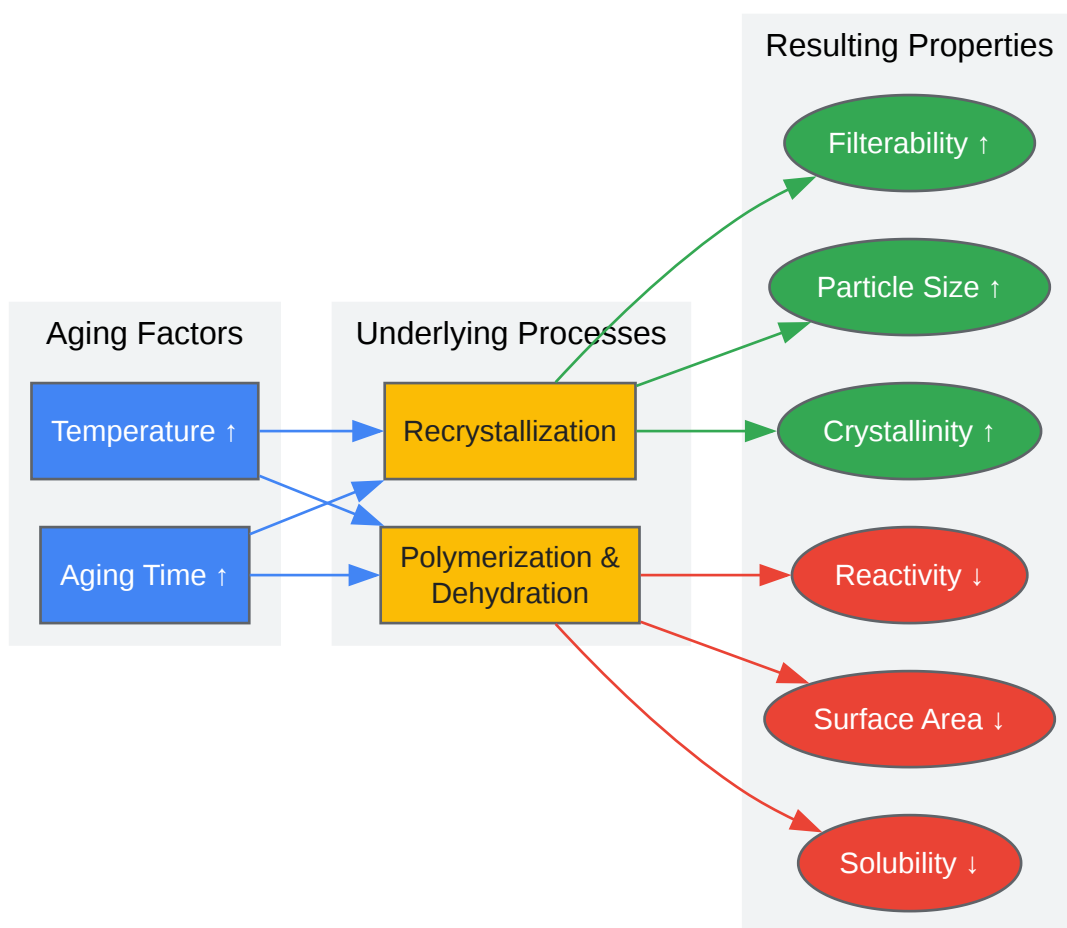 Aging Factors
Temperature ↑
Aging Time ↑
Underlying Processes
Recrystallization
Polymerization &
Dehydration
Resulting Properties
Filterability ↑
Particle Size ↑
Crystallinity ↑
Reactivity ↓
Surface Area ↓
Solubility ↓